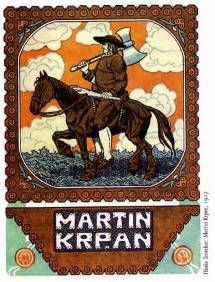 MARTIN
KRPAN
Hinko Smrekar: Martin Krpan, 1917